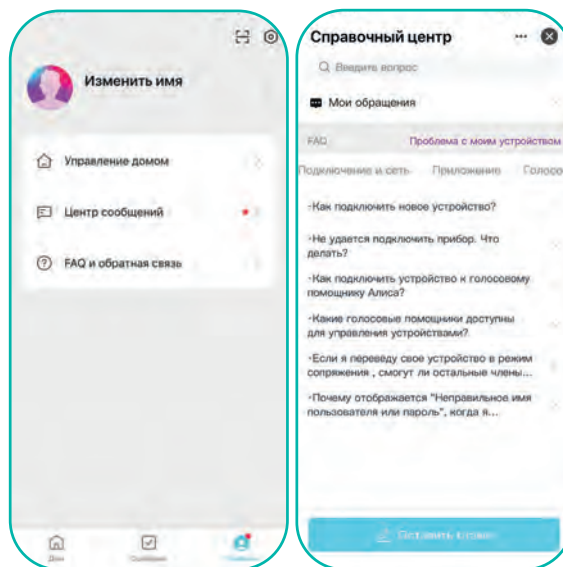 Изменить имя
Управление домом
Центр сообщений
FAQ и обратная связь
Дом
Справочный центр
Введите вопрос
Мои обращения
FAQ Проблема с моим устройством
Подключение и сеть Приложение Голосо
•Как подключить новое устройство?
•Не удается подключить прибор. Что
делать?
•Как подключить устройство к голосовому
помощнику Алиса?
•Какие голосовые помощники доступны
для управления устройствами?
•Если я переведу свое устройство в режим
сопряжения , смогут ли остальные члены...
•Почему отображается "Неправильное имя
пользователя или пароль", когда я...
Оставить